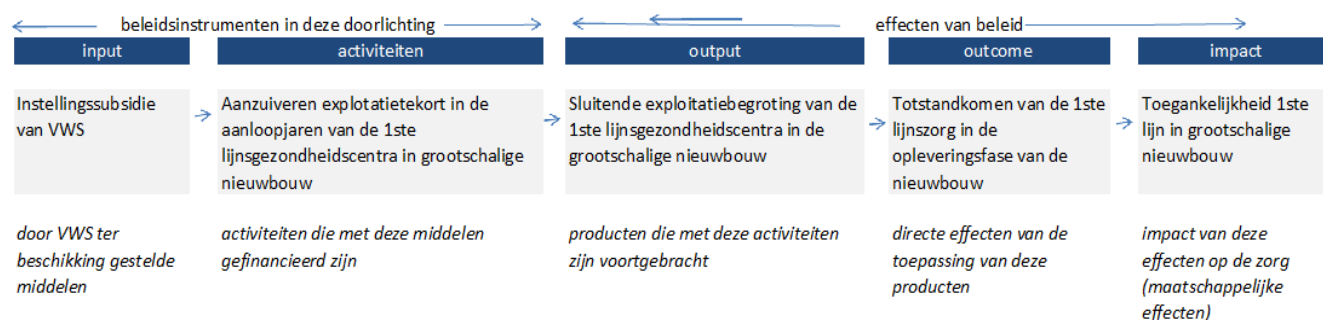 beleidsinstrumenten in deze doorlichting
effecten van beleid
input
activiteiten
output
outcome
impact
Instellingssubsidie
van VWS
Aanzuiveren explotatietekort in de
aanloopjaren van de 1ste
lijnsgezondheidscentra in grootschalige
nieuwbouw
Sluitende exploitatiebegroting van de
1ste lijnsgezondheidscentra in de
grootschalige nieuwbouw
Totstandkomen van de 1ste
lijnszorg in de
opleveringsfase van de
nieuwbouw
Toegankelijkheid 1ste
lijn in grootschalige
nieuwbouw
door VWS ter
beschikking gestelde
middelen
activiteiten die met deze middelen
gefinancierd zijn
producten die met deze activiteiten
zijn voortgebracht
directe effecten van de
toepassing van deze
producten
impact van deze
effecten op de zorg
(maatschappelijke
effecten)